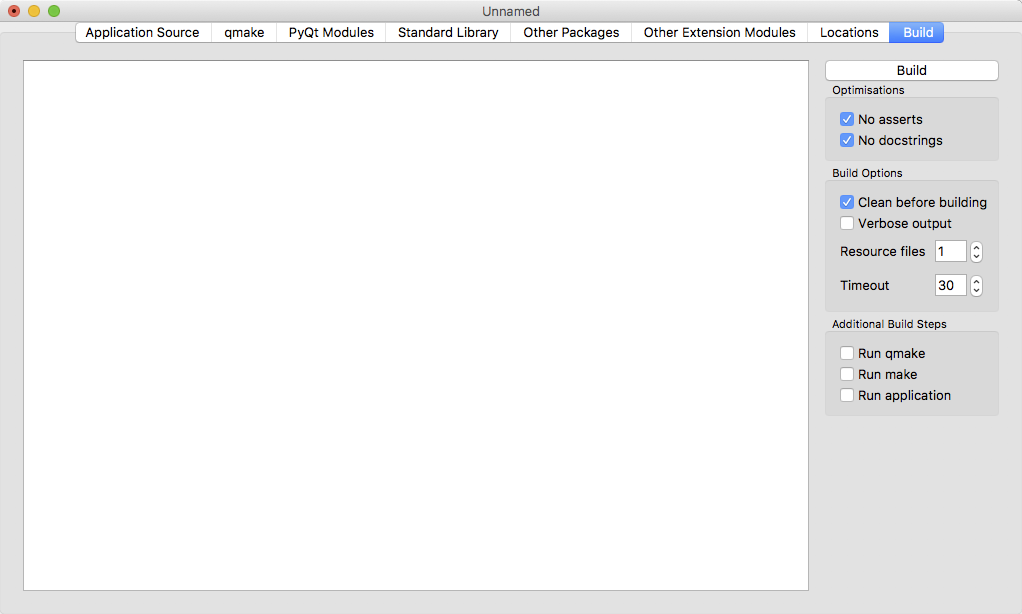 Unnamed
Application Source qmake PyQt Modules Standard Library Other Packages Other Extension Modules Locations Build
Build
Optimisations
No asserts
No docstrings
Build Options
Clean before building
Verbose output
Resource files 1
Timeout 30
Additional Build Steps
Run qmake
Run make
Run application